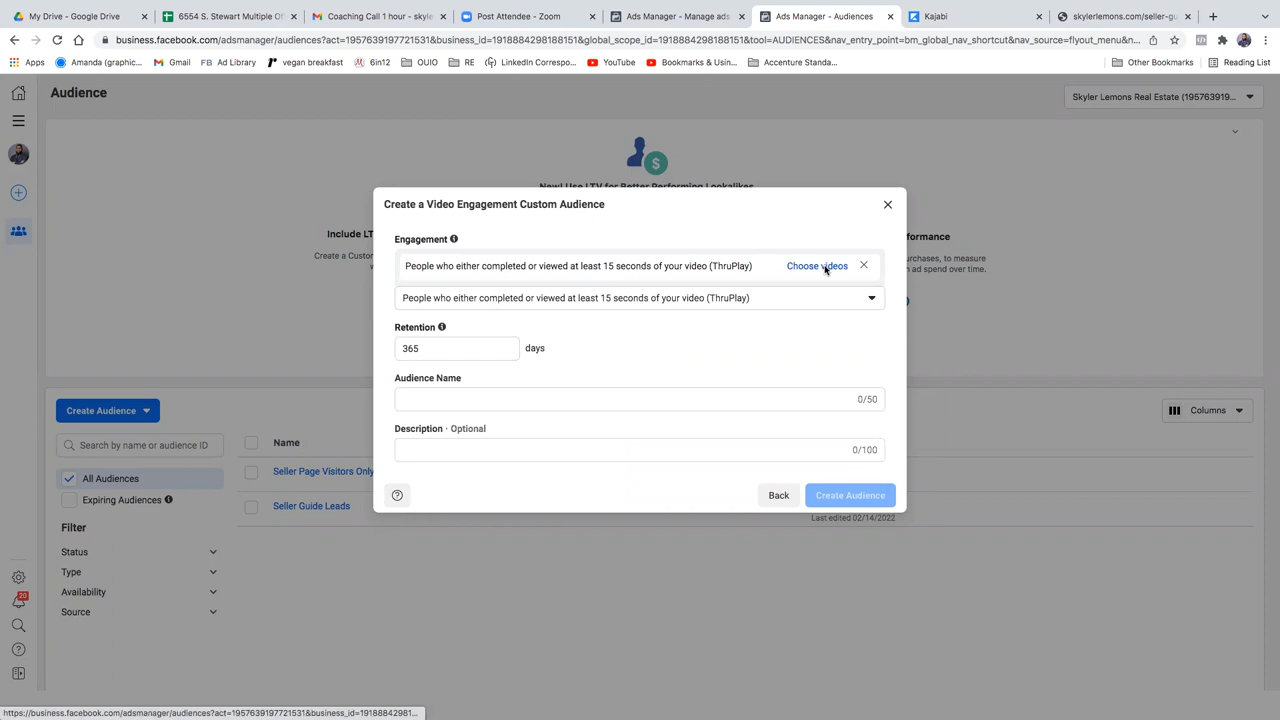 My Drive - Google Drive
6554 S. Stewart Multiple Of
Coaching Call 1 hour - skyle
Post Attendee - Zoom
Ads Manager - Manage ads
Ads Manager - Audiences
Kajabi
skylerlemons.com/seller-gu
business.facebook.com/adsmanager/audiences?act=1957639197721531&business_id=1918884298188151&global_scope_id=1918884298188151&tool=AUDIENCES&nav_entry_point=bm_global_nav_shortcut&nav_source=flyout_menu&n...
Apps
Amanda (graphic...
Gmail
FB Ad Library
vegan breakfast
6in12
OUIO
RE
LinkedIn Correspo...
YouTube
Bookmarks & Usin...
Accenture Standa...
Other Bookmarks
Reading List
Audience
Skyler Lemons Real Estate (195763919...
New! Use LTV for Better Performing Lookalikes
Include LT
Create a Custom
formance
urchases, to measure
ad spend over time.
Create a Video Engagement Custom Audience
Engagement
People who either completed or viewed at least 15 seconds of your video (ThruPlay)
Choose videos
People who either completed or viewed at least 15 seconds of your video (ThruPlay)
Retention
365
days
Audience Name
0/50
Description · Optional
0/100
Back
Create Audience
Create Audience
Columns
Search by name or audience ID
Name
All Audiences
Seller Page Visitors Only
Expiring Audiences
Seller Guide Leads
Last edited 02/14/2022
Filter
Status
Type
Availability
Source
20
https://business.facebook.com/adsmanager/audiences?act=1957639197721531&business_id=19188842981...